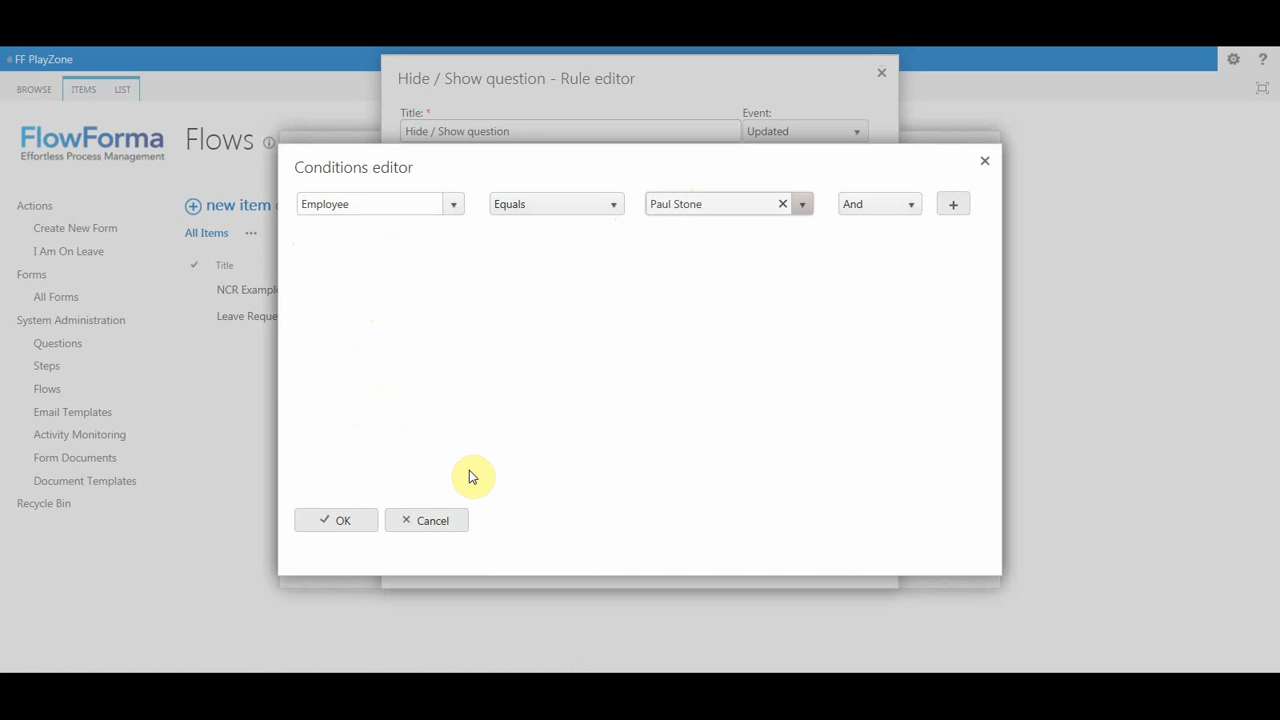 FF PlayZone
BROWSE
ITEMS
LIST
FlowForma
Effortless Process Management
Flows
Hide / Show question - Rule editor
Title: *
Event:
Hide / Show question
Updated
Conditions editor
Employee
Equals
Paul Stone
And
OK
Cancel
new item
All Items
Title
NCR Example
Leave Reque
Actions
Create New Form
I Am On Leave
Forms
All Forms
System Administration
Questions
Steps
Flows
Email Templates
Activity Monitoring
Form Documents
Document Templates
Recycle Bin